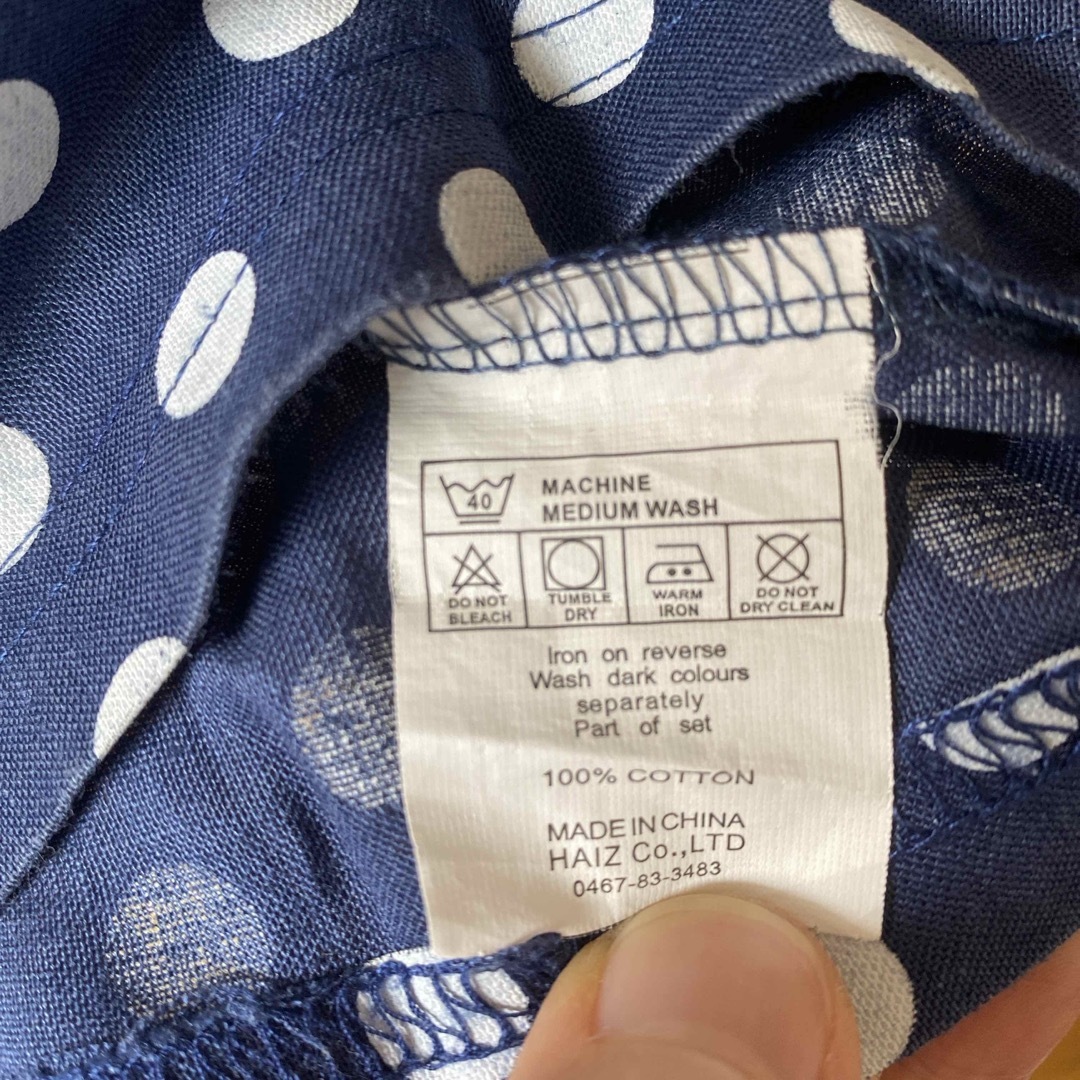 40
MACHINE
MEDIUM WASH
DO NOT
BLEACH
TUMBLE
DRY
WARM
IRON
DO NOT
DRY CLEAN
Iron on reverse
Wash dark colours
separately
Part of set
100% COTTON
MADE IN CHINA
HAIZ Co.,LTD
0467-83-3483